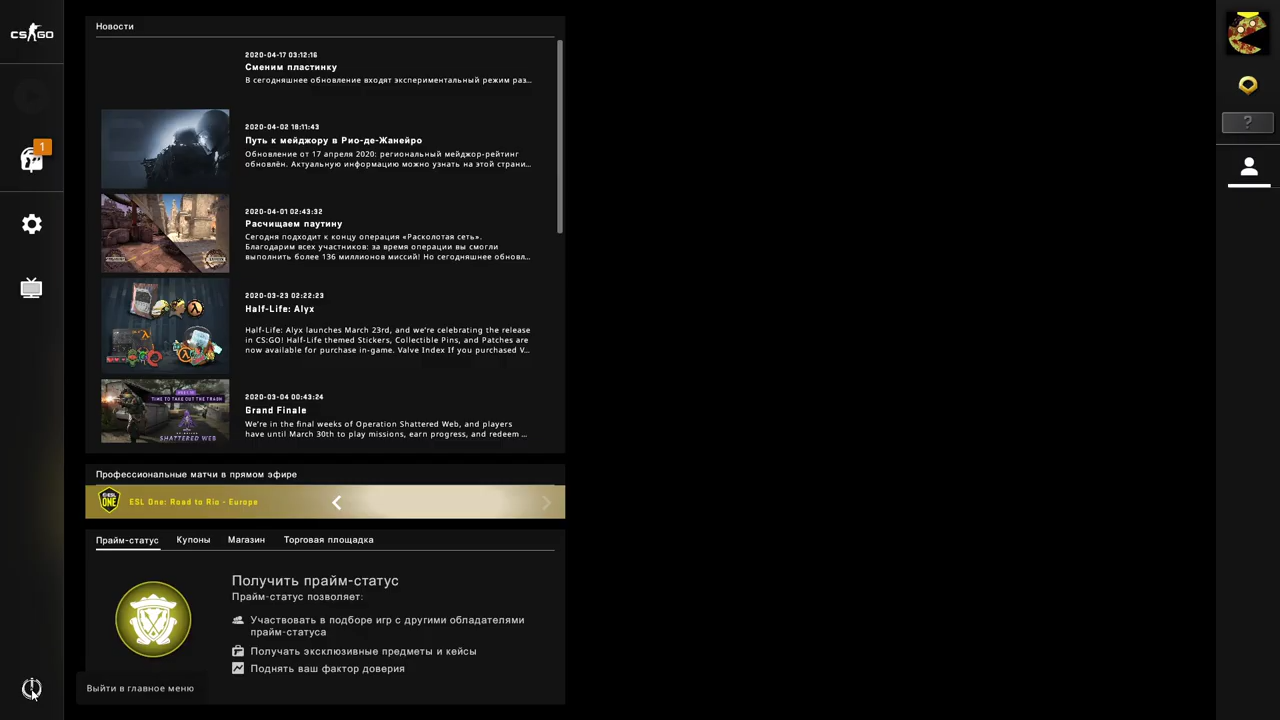 CS:GO
1
Новости
2020-04-17 03:12:16
Сменим пластинку
В сегодняшнее обновление входят экспериментальный режим раз...
2020-04-02 18:11:43
Путь к мейджору в Рио-де-Жанейро
Обновление от 17 апреля 2020: региональный мейджор-рейтинг
обновлён. Актуальную информацию можно узнать на этой страни...
2020-04-01 02:43:32
Расчищаем паутину
Сегодня подходит к концу операция «Расколотая сеть».
Благодарим всех участников: за время операции вы смогли
выполнить более 136 миллионов миссий! Но сегодняшнее обновл...
2020-03-23 02:22:23
Half-Life: Alyx
Half-Life: Alyx launches March 23rd, and we're celebrating the release
in CS:GO! Half-Life themed Stickers, Collectible Pins, and Patches are
now available for purchase in-game. Valve Index If you purchased V...
TIME TO TAKE OUT THE TRASH
SHATTERED WEB
2020-03-04 00:43:24
Grand Finale
We're in the final weeks of Operation Shattered Web, and players
have until March 30th to play missions, earn progress, and redeem ...
Профессиональные матчи в прямом эфире
ESL ONE
ESL One: Road to Rio - Europe
Прайм-статус Купоны Магазин Торговая площадка
Получить прайм-статус
Прайм-статус позволяет:
Участвовать в подборе игр с другими обладателями
прайм-статуса
Получать эксклюзивные предметы и кейсы
Поднять ваш фактор доверия
Выйти в главное меню
?